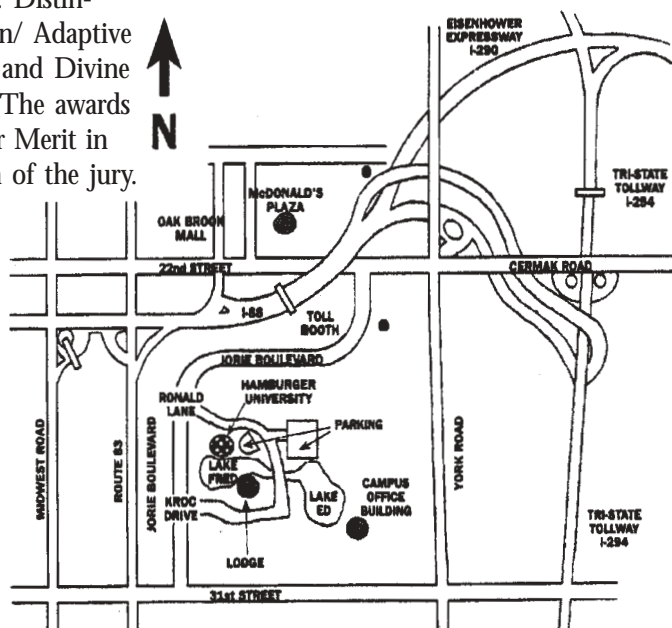 Distin-
n/ Adaptive
and Divine
The awards
r Merit in
of the jury.
N
EISENHOWER
EXPRESSWAY
I-290
TRI-STATE
TOLLWAY
I-294
McDONALD'S
PLAZA
OAK BROOK
MALL
22nd STREET
CERMAK ROAD
I-88
TOLL
BOOTH
JORIE BOULEVARD
HAMBURGER
UNIVERSITY
RONALD
LANE
PARKING
LAKE
FRED
KROC
DRIVE
LAKE
ED
CAMPUS
OFFICE
BUILDING
LODGE
MIDWEST ROAD
ROUTE 83
JORIE BOULEVARD
YORK ROAD
TRI-STATE
TOLLWAY
I-294
31st STREET